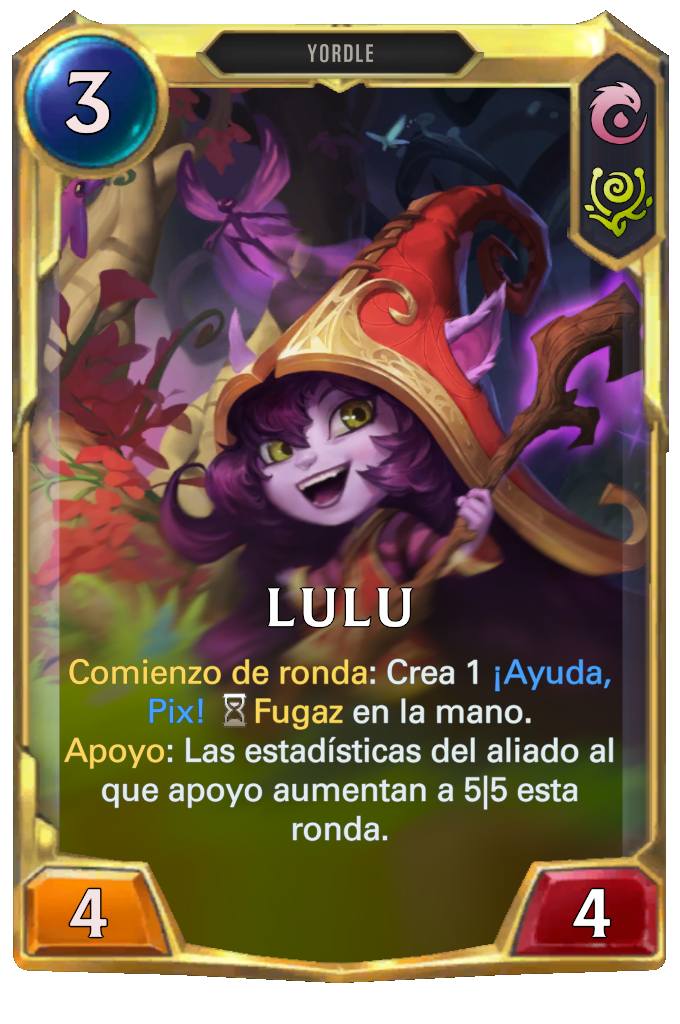 3
YORDLE
LULU
Comienzo de ronda: Crea 1 ¡Ayuda,
Pix! Fugaz en la mano.
Apoyo: Las estadísticas del aliado al
que apoyo aumentan a 5|5 esta
ronda.
4
4